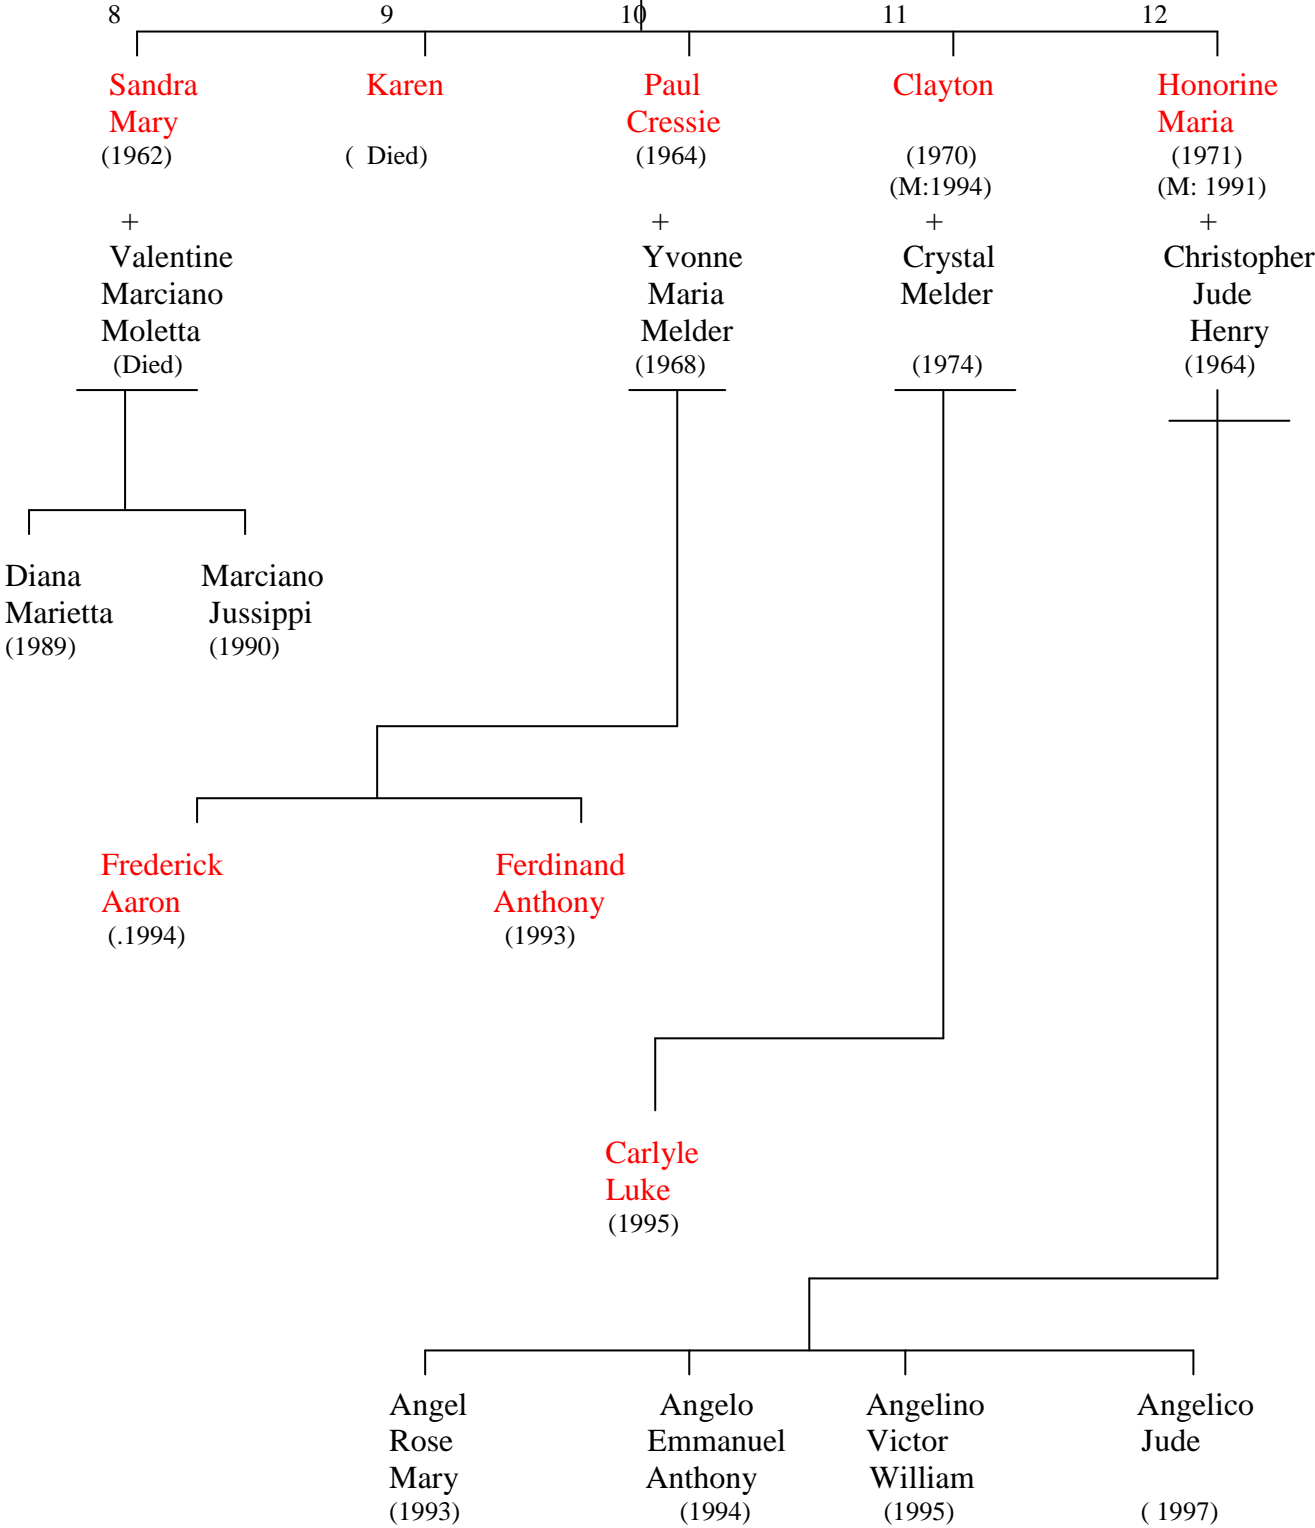 8 9 10 11 12
Sandra Karen Paul Clayton Honorine
Mary Cressie Maria
(1962) ( Died) (1964) (1970) (1971)
(M:1994) (M: 1991)
+ + + +
Valentine Yvonne Crystal Christopher
Marciano Maria Melder Jude
Moletta Melder Henry
(Died) (1968) (1974) (1964)
Diana Marciano
Marietta Jussippi
(1989) (1990)
Frederick Ferdinand
Aaron Anthony
(.1994) (1993)
Carlyle
Luke
(1995)
Angel Angelo Angelino Angelico
Rose Emmanuel Victor Jude
Mary Anthony William
(1993) (1994) (1995) ( 1997)